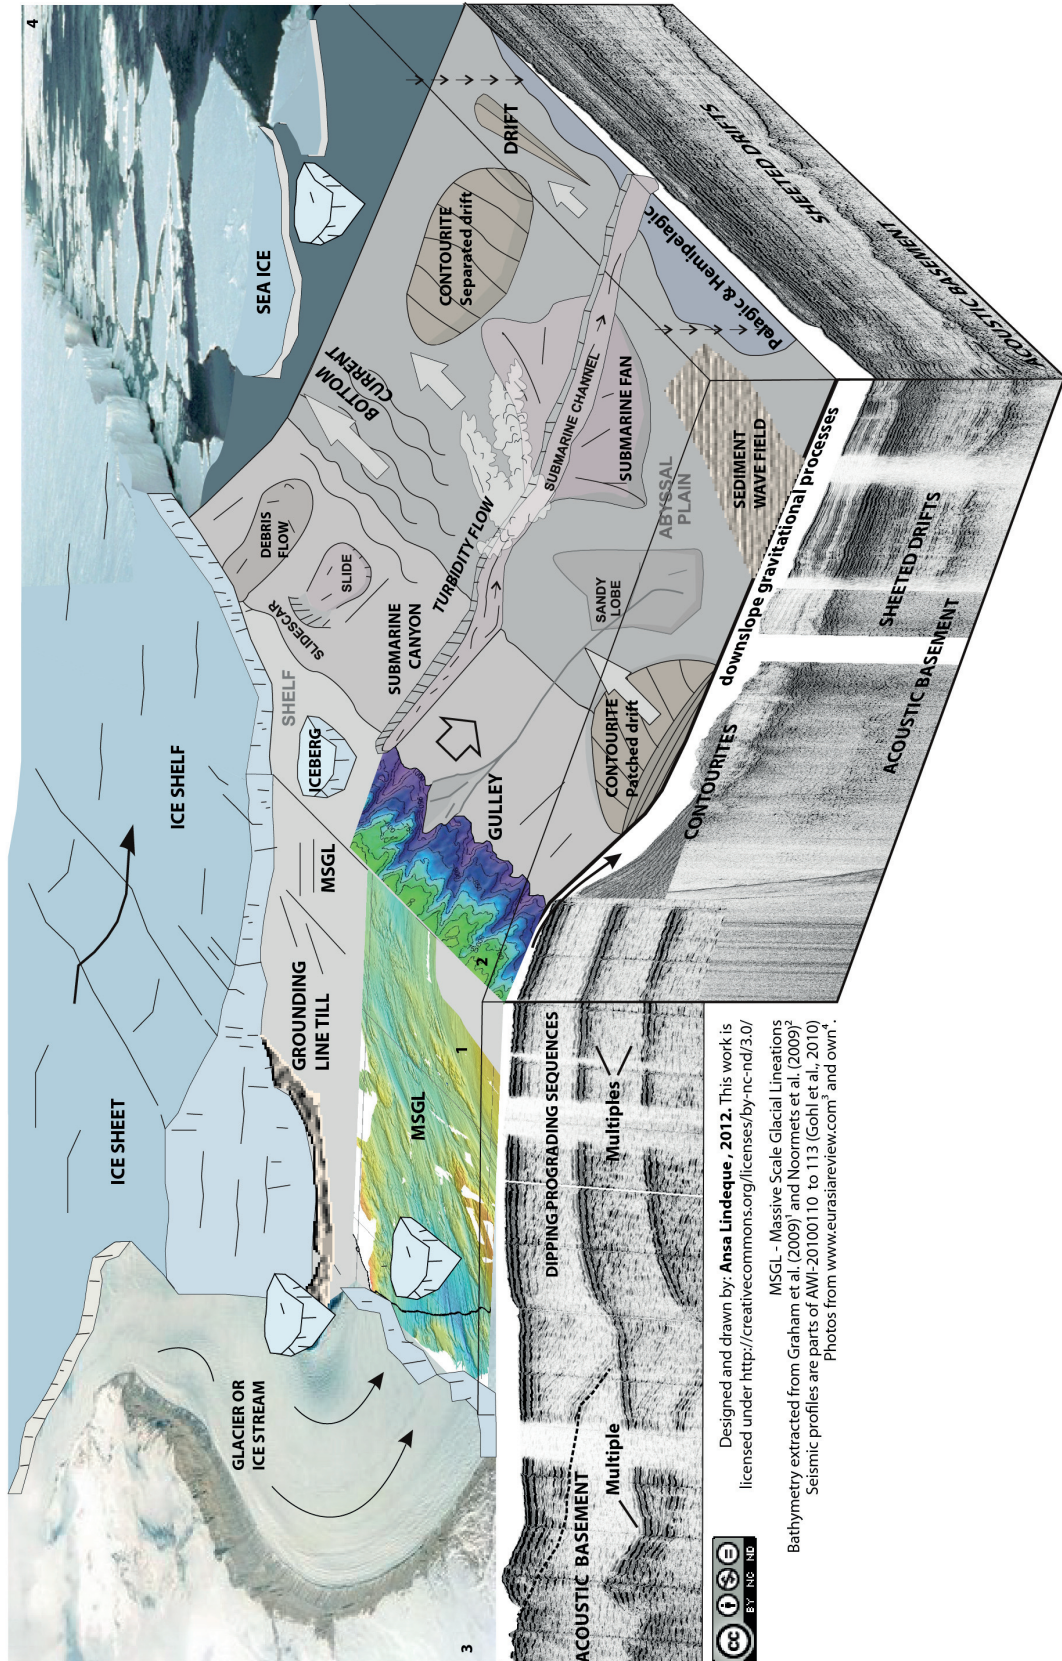 4
SEA ICE
ICE SHELF
ICE SHEET
GLACIER OR
ICE STREAM
3
DEBRIS
FLOW
SLIDE
SLIDESCAR
SHELF
ICEBERG
MSGL
GROUNDING
LINE TILL
MSGL
1
2
BOTTOM
CURRENT
CONTOURITE
Separated drift
DRIFT
TURBIDITY FLOW
SUBMARINE
CANYON
GULLEY
SUBMARINE CHANNEL
SUBMARINE FAN
ABYSSAL
PLAIN
SANDY
LOBE
CONTOURITE
Patched drift
Pelagic & Hemipelagic
SEDIMENT
WAVE FIELD
downslope gravitational processes
SHEETED DRIFTS
ACOUSTIC BASEMENT
SHEETED DRIFTS
ACOUSTIC BASEMENT
CONTOURITES
DIPPING PROGRADING SEQUENCES
Multiples
Multiple
ACOUSTIC BASEMENT
cc
BY NC ND
Designed and drawn by: Ansa Lindeque , 2012. This work is
licensed under http://creativecommons.org/licenses/by-nc-nd/3.0/
MSGL - Massive Scale Glacial Lineations
Bathymetry extracted from Graham et al. (2009)¹ and Noormets et al. (2009)²
Seismic profiles are parts of AWI-20100110 to 113 (Gohl et al., 2010)
Photos from www.eurasiareview.com³ and own⁴.